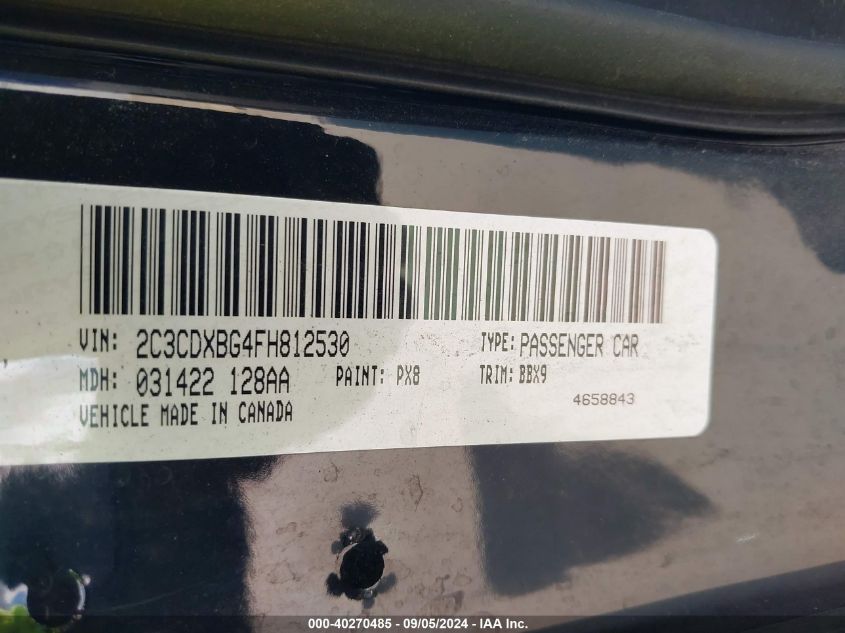 VIN: 2C3CDXBG4FH812530 TYPE: PASSENGER CAR
MDH: 031422 128AA PAINT: PX8 TRIM: BBX9
VEHICLE MADE IN CANADA 4658843
000-40270485 - 09/05/2024 - IAA Inc.